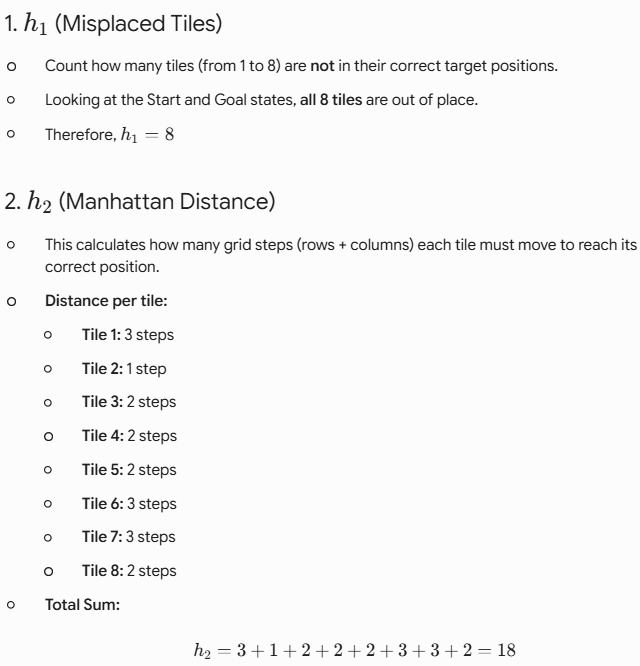 1. h₁ (Misplaced Tiles)
Count how many tiles (from 1 to 8) are not in their correct target positions.
Looking at the Start and Goal states, all 8 tiles are out of place.
Therefore, h₁ = 8
2. h₂ (Manhattan Distance)
This calculates how many grid steps (rows + columns) each tile must move to reach its
correct position.
Distance per tile:
Tile 1: 3 steps
Tile 2: 1 step
Tile 3: 2 steps
Tile 4: 2 steps
Tile 5: 2 steps
Tile 6: 3 steps
Tile 7: 3 steps
Tile 8: 2 steps
Total Sum:
h₂ = 3 + 1 + 2 + 2 + 2 + 3 + 3 + 2 = 18